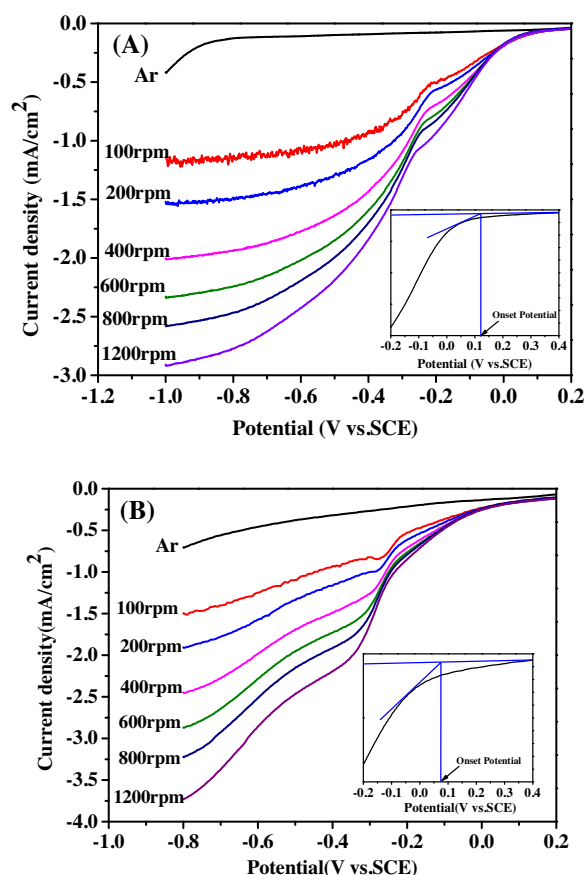 (A)
0.0
-0.5
-1.0
-1.5
-2.0
-2.5
-3.0
Current density (mA/cm²)
Ar
100rpm
200rpm
400rpm
600rpm
800rpm
1200rpm
Onset Potential
-0.2 -0.1 0.0 0.1 0.2 0.3 0.4
Potential (V vs.SCE)
-1.2 -1.0 -0.8 -0.6 -0.4 -0.2 0.0 0.2
Potential (V vs.SCE)
(B)
0.0
-0.5
-1.0
-1.5
-2.0
-2.5
-3.0
-3.5
-4.0
Current density(mA/cm²)
Ar
100rpm
200rpm
400rpm
600rpm
800rpm
1200rpm
Onset Potential
-0.2 -0.1 0.0 0.1 0.2 0.3 0.4
Potential(V vs.SCE)
-1.0 -0.8 -0.6 -0.4 -0.2 0.0 0.2
Potential(V vs.SCE)